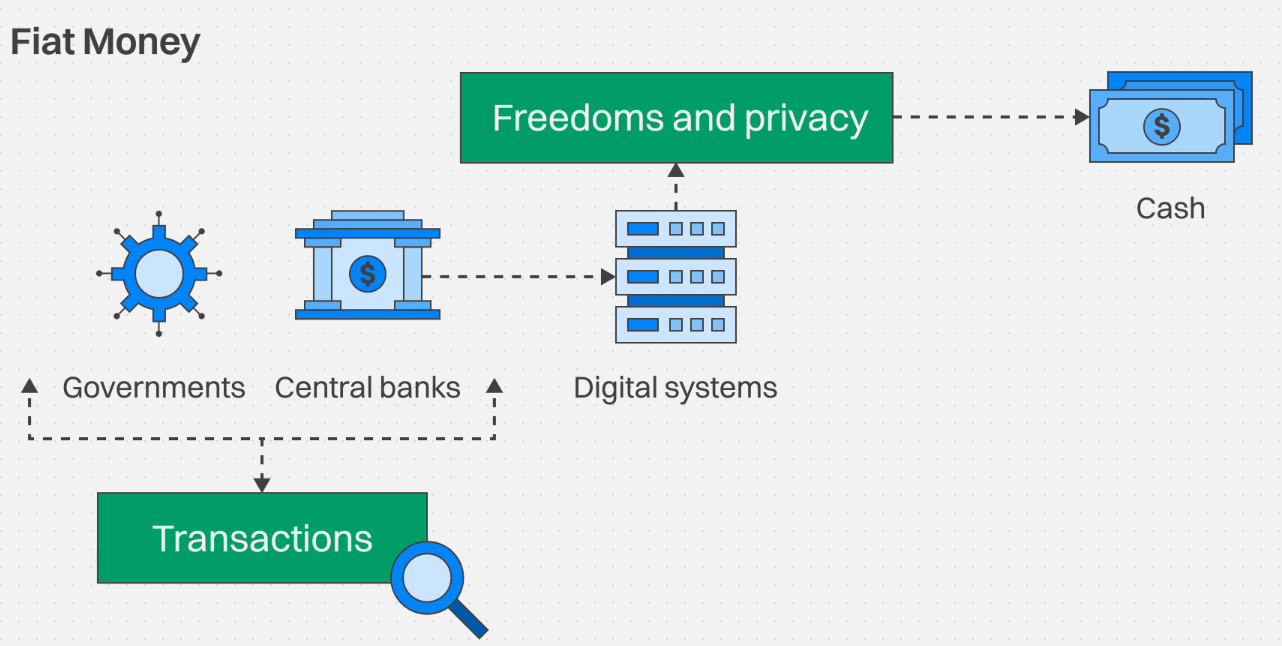 Fiat Money
Freedoms and privacy
$
Cash
$
Governments
Central banks
Digital systems
Transactions